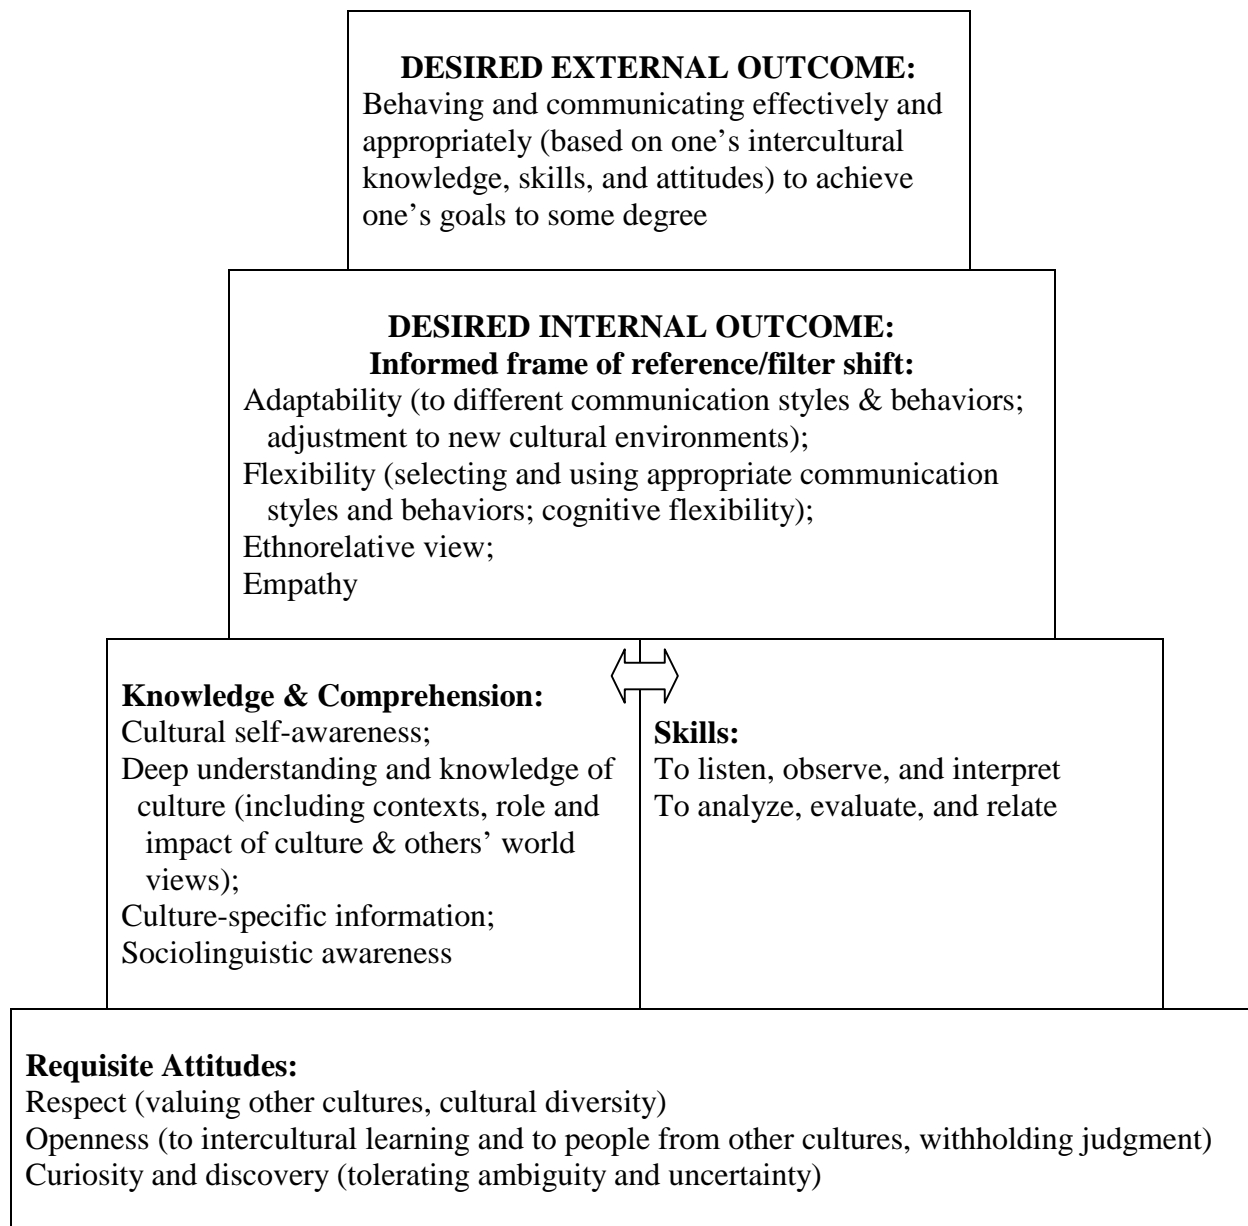 DESIRED EXTERNAL OUTCOME:
Behaving and communicating effectively and
appropriately (based on one’s intercultural
knowledge, skills, and attitudes) to achieve
one’s goals to some degree
DESIRED INTERNAL OUTCOME:
Informed frame of reference/filter shift:
Adaptability (to different communication styles & behaviors;
adjustment to new cultural environments);
Flexibility (selecting and using appropriate communication
styles and behaviors; cognitive flexibility);
Ethnorelative view;
Empathy
Knowledge & Comprehension:
Cultural self-awareness;
Deep understanding and knowledge of
culture (including contexts, role and
impact of culture & others’ world
views);
Culture-specific information;
Sociolinguistic awareness
Skills:
To listen, observe, and interpret
To analyze, evaluate, and relate
Requisite Attitudes:
Respect (valuing other cultures, cultural diversity)
Openness (to intercultural learning and to people from other cultures, withholding judgment)
Curiosity and discovery (tolerating ambiguity and uncertainty)